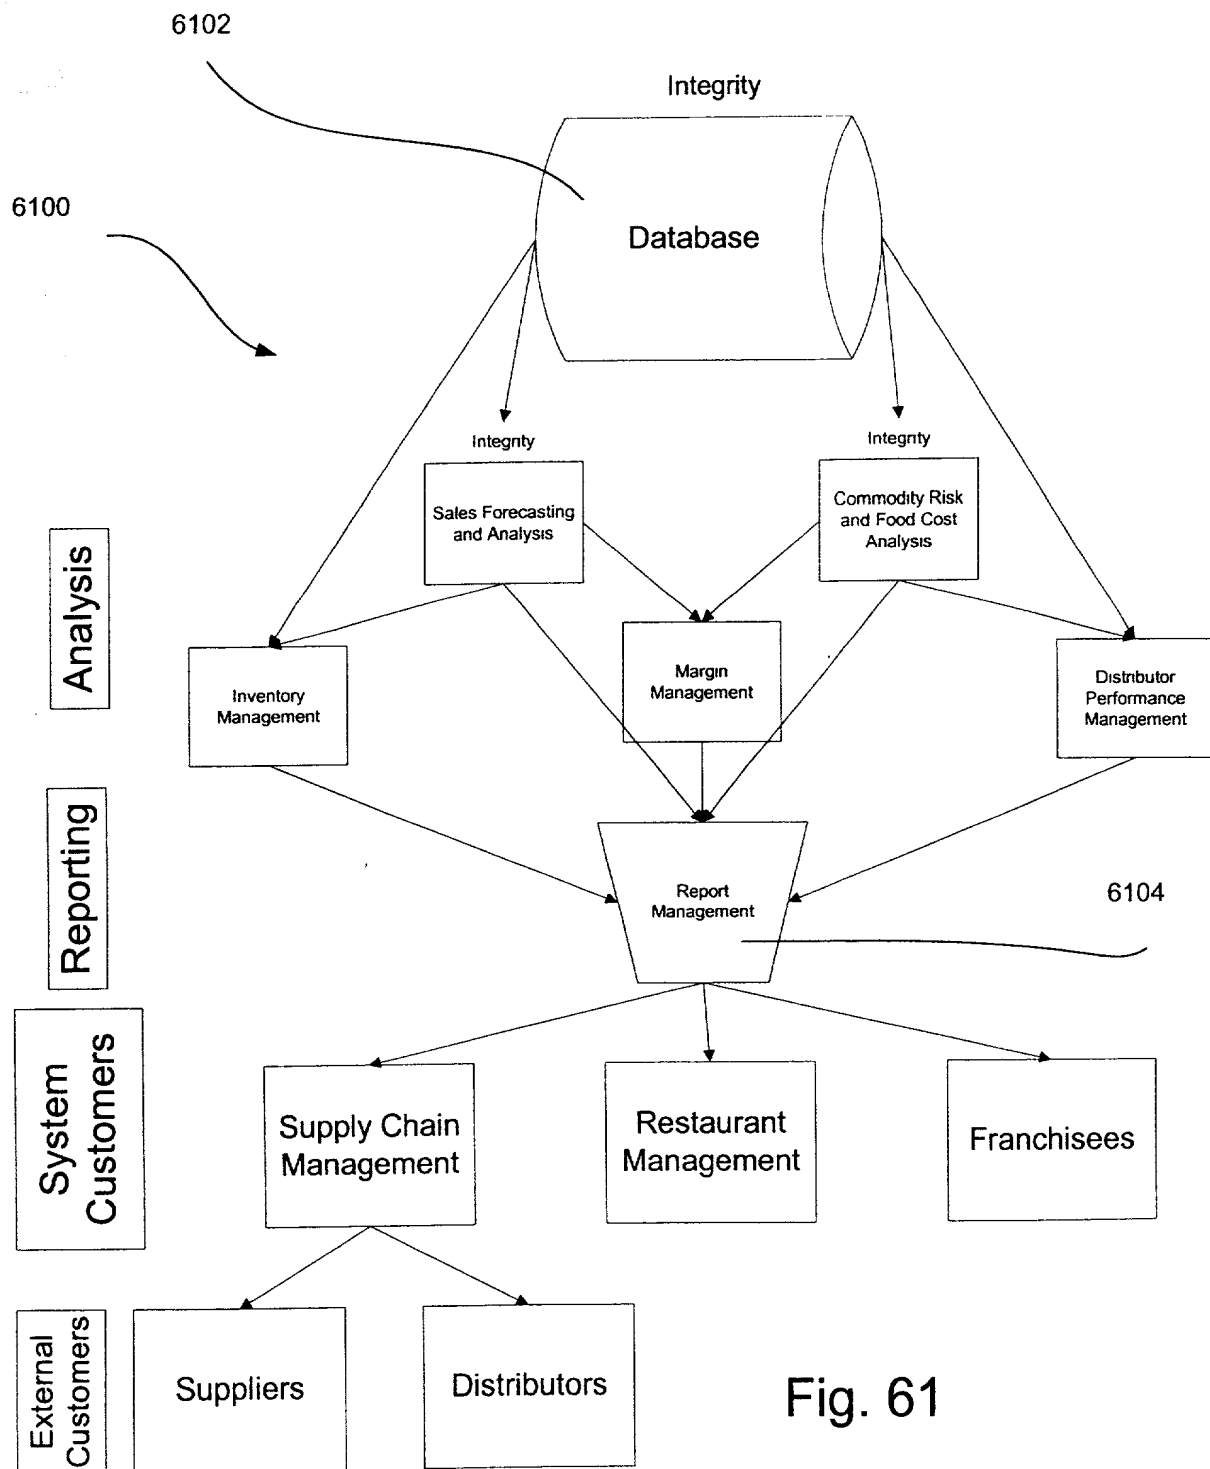 6102
Integrity
Database
6100
Integrity
Integrity
Sales Forecasting
and Analysis
Commodity Risk
and Food Cost
Analysis
Analysis
Inventory
Management
Margin
Management
Distributor
Performance
Management
Reporting
Report
Management
6104
System
Customers
Supply Chain
Management
Restaurant
Management
Franchisees
External
Customers
Suppliers
Distributors
Fig. 61